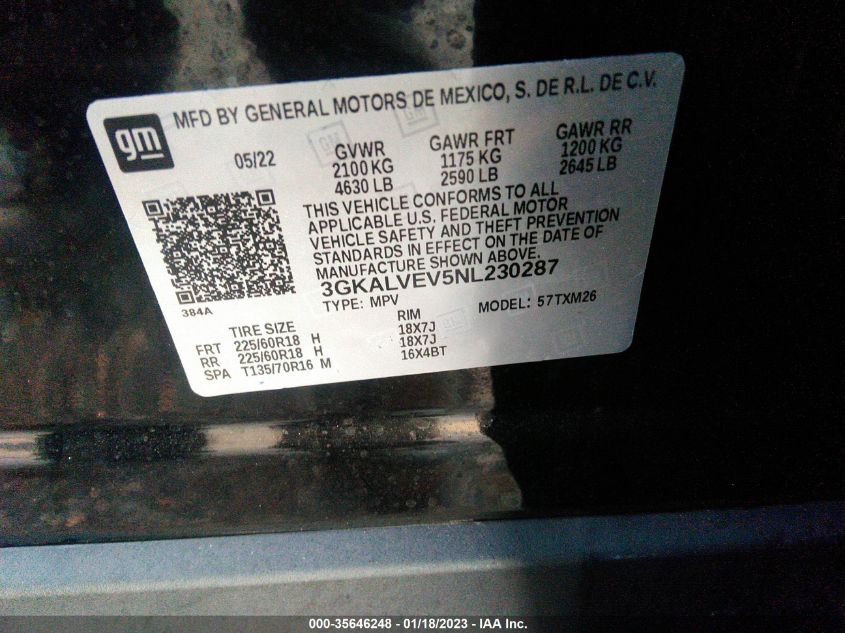 MFD BY GENERAL MOTORS DE MEXICO, S. DE R.L. DE C.V.
gm
05/22
GVWR GAWR FRT GAWR RR
2100 KG 1175 KG 1200 KG
4630 LB 2590 LB 2645 LB
THIS VEHICLE CONFORMS TO ALL
APPLICABLE U.S. FEDERAL MOTOR
VEHICLE SAFETY AND THEFT PREVENTION
STANDARDS IN EFFECT ON THE DATE OF
MANUFACTURE SHOWN ABOVE.
3GKALVEV5NL230287
TYPE: MPV MODEL: 57TXM26
384A
TIRE SIZE RIM
FRT 225/60R18 H 18X7J
RR 225/60R18 H 18X7J
SPA T135/70R16 M 16X4BT
000-35646248 - 01/18/2023 - IAA Inc.